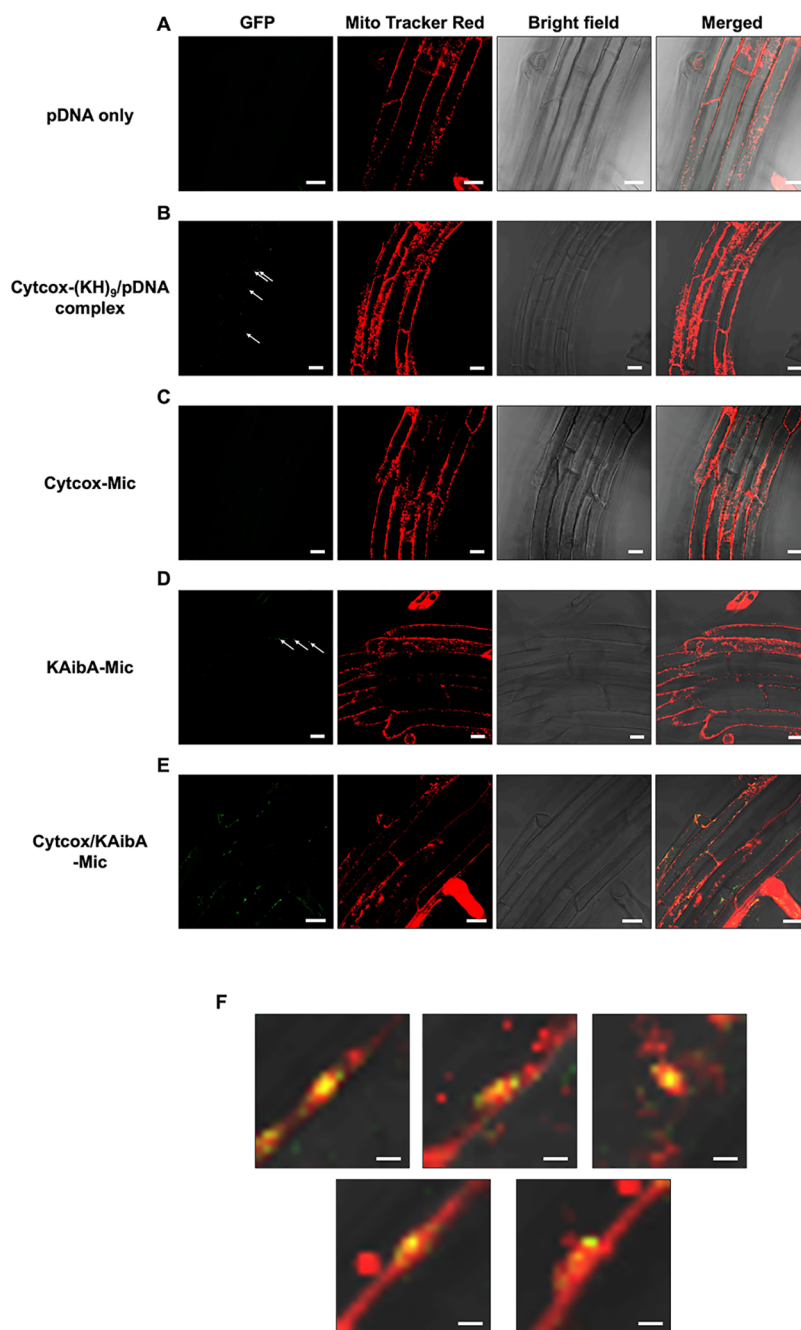 A GFP Mito Tracker Red Bright field Merged
pDNA only
B
Cytcox-(KH)₉/pDNA
complex
C
Cytcox-Mic
D
KAibA-Mic
E
Cytcox/KAibA
-Mic
F